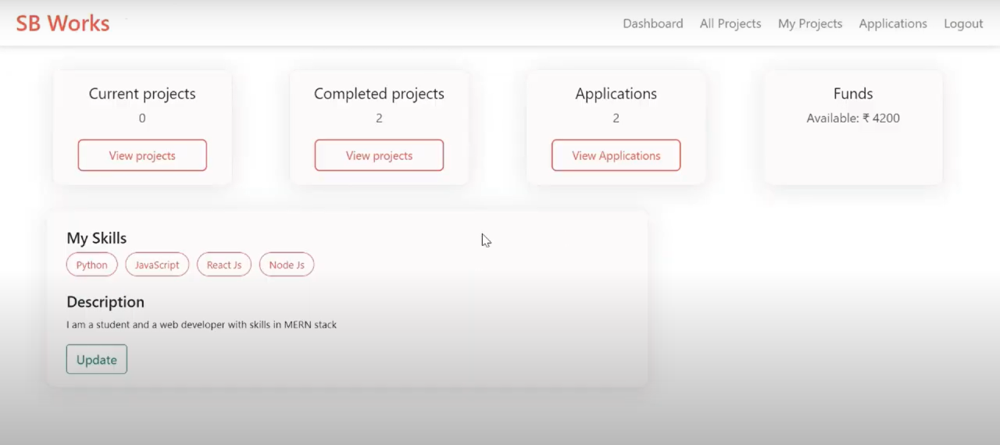 SB Works
Dashboard All Projects My Projects Applications Logout
Current projects
0
View projects
Completed projects
2
View projects
Applications
2
View Applications
Funds
Available: ₹ 4200
My Skills
Python JavaScript React Js Node Js
Description
I am a student and a web developer with skills in MERN stack
Update